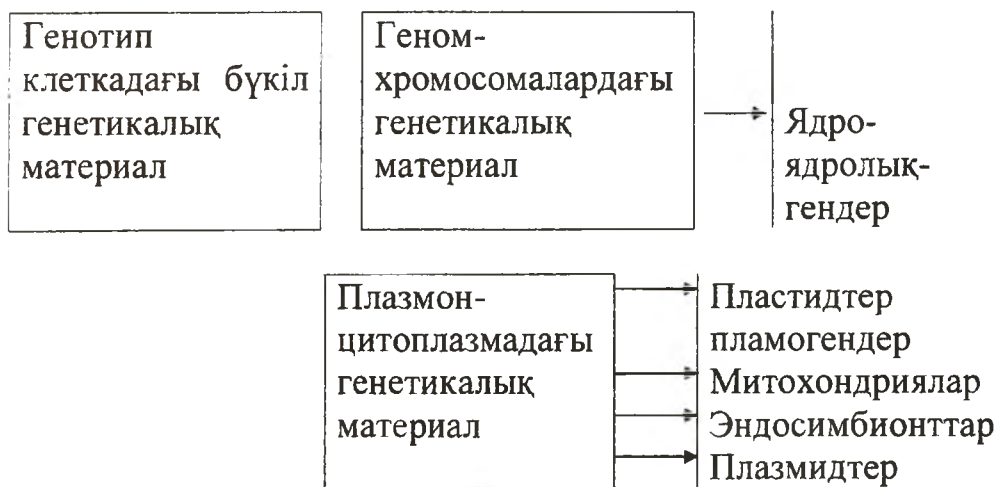 Генотип
клеткадағы бүкіл
генетикалық
материал
Геном-
хромосомалардағы
генетикалық
материал
Ядро-
ядролық-
гендер
Плазмон-
цитоплазмадағы
генетикалық
материал
Пластидтер
пламогендер
Митохондриялар
Эндосимбионттар
Плазмидтер